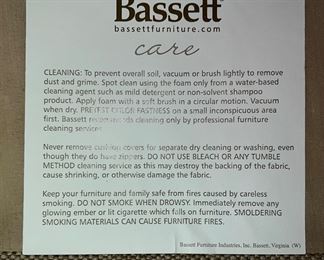 Bassett
bassettfurniture.com
care
CLEANING: To prevent overall soil, vacuum or brush lightly to remove
dust and grime. Spot clean using the foam only from a water-based
cleaning agent such as mild detergent or non-solvent shampoo
product. Apply foam with a soft brush in a circular motion. Vacuum
when dry. PRETEST COLOR FASTNESS on a small inconspicuous area
first. Bassett recommends cleaning only by professional furniture
cleaning services.
Never remove cushion covers for separate dry cleaning or washing, even
though they do have zippers. DO NOT USE BLEACH OR ANY TUMBLE
METHOD cleaning service as this may destroy the backing of the fabric,
cause shrinking, or otherwise damage the fabric.
Keep your furniture and family safe from fires caused by careless
smoking. DO NOT SMOKE WHEN DROWSY. Immediately remove any
glowing ember or lit cigarette which falls on furniture. SMOLDERING
SMOKING MATERIALS CAN CAUSE FURNITURE FIRES.
Bassett Furniture Industries, Inc. Bassett, Virginia (W)